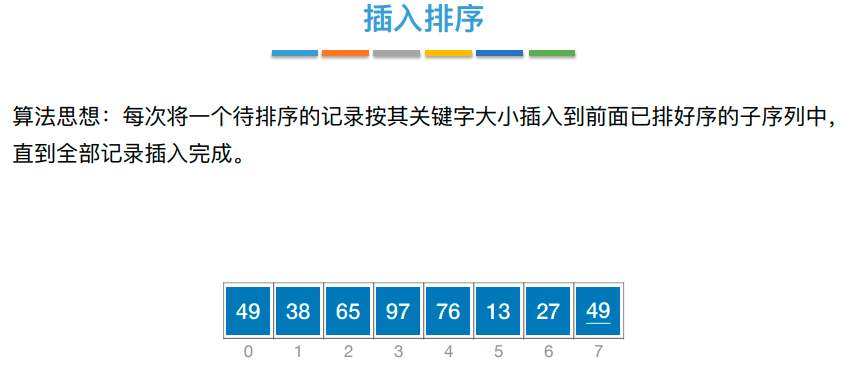 插入排序
算法思想：每次将一个待排序的记录按其关键字大小插入到前面已排好序的子序列中，
直到全部记录插入完成。
49 38 65 97 76 13 27 49
0 1 2 3 4 5 6 7